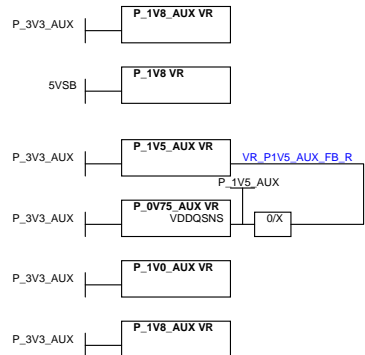 P_3V3_AUX
P_1V8_AUX VR
5VSB
P_1V8 VR
P_3V3_AUX
P_1V5_AUX VR
VR_P1V5_AUX_FB_R
P_1V5_AUX
P_3V3_AUX
P_0V75_AUX VR
VDDQSNS
0/X
P_3V3_AUX
P_1V0_AUX VR
P_3V3_AUX
P_1V8_AUX VR